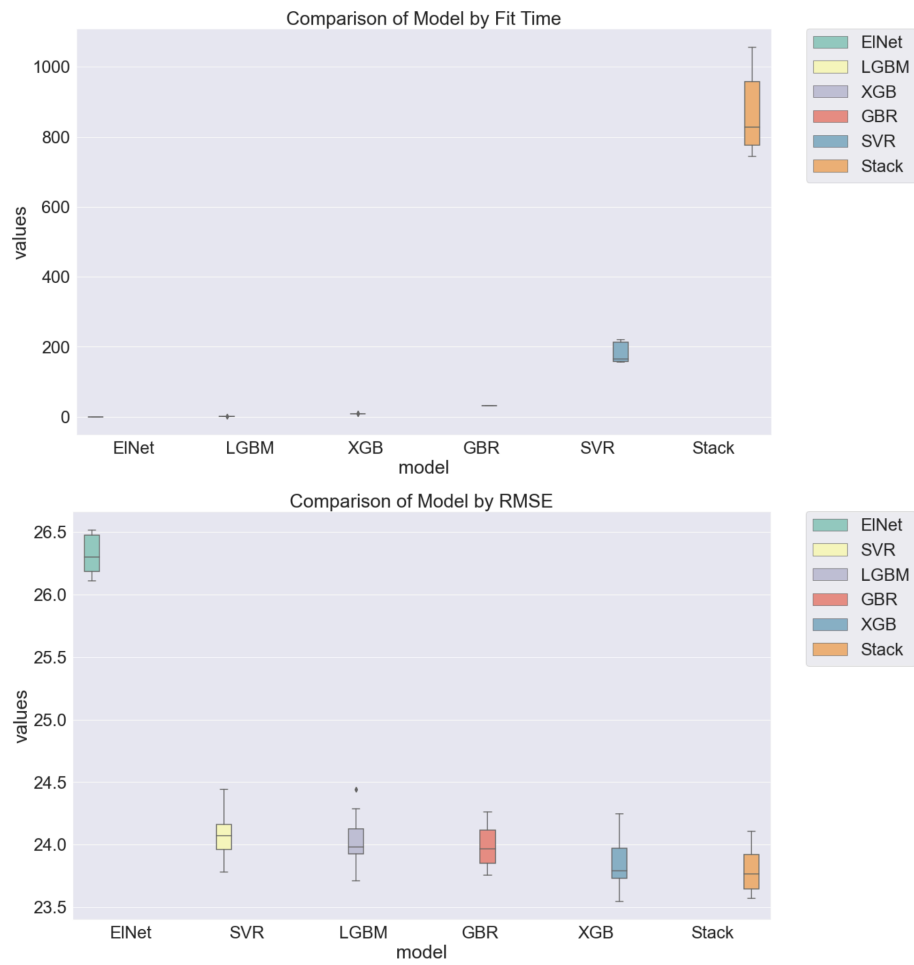 Comparison of Model by Fit Time
1000
800
600
400
200
0
values
ElNet LGBM XGB GBR SVR Stack
model
ElNet
LGBM
XGB
GBR
SVR
Stack
Comparison of Model by RMSE
26.5
26.0
25.5
25.0
24.5
24.0
23.5
values
ElNet SVR LGBM GBR XGB Stack
model
ElNet
SVR
LGBM
GBR
XGB
Stack